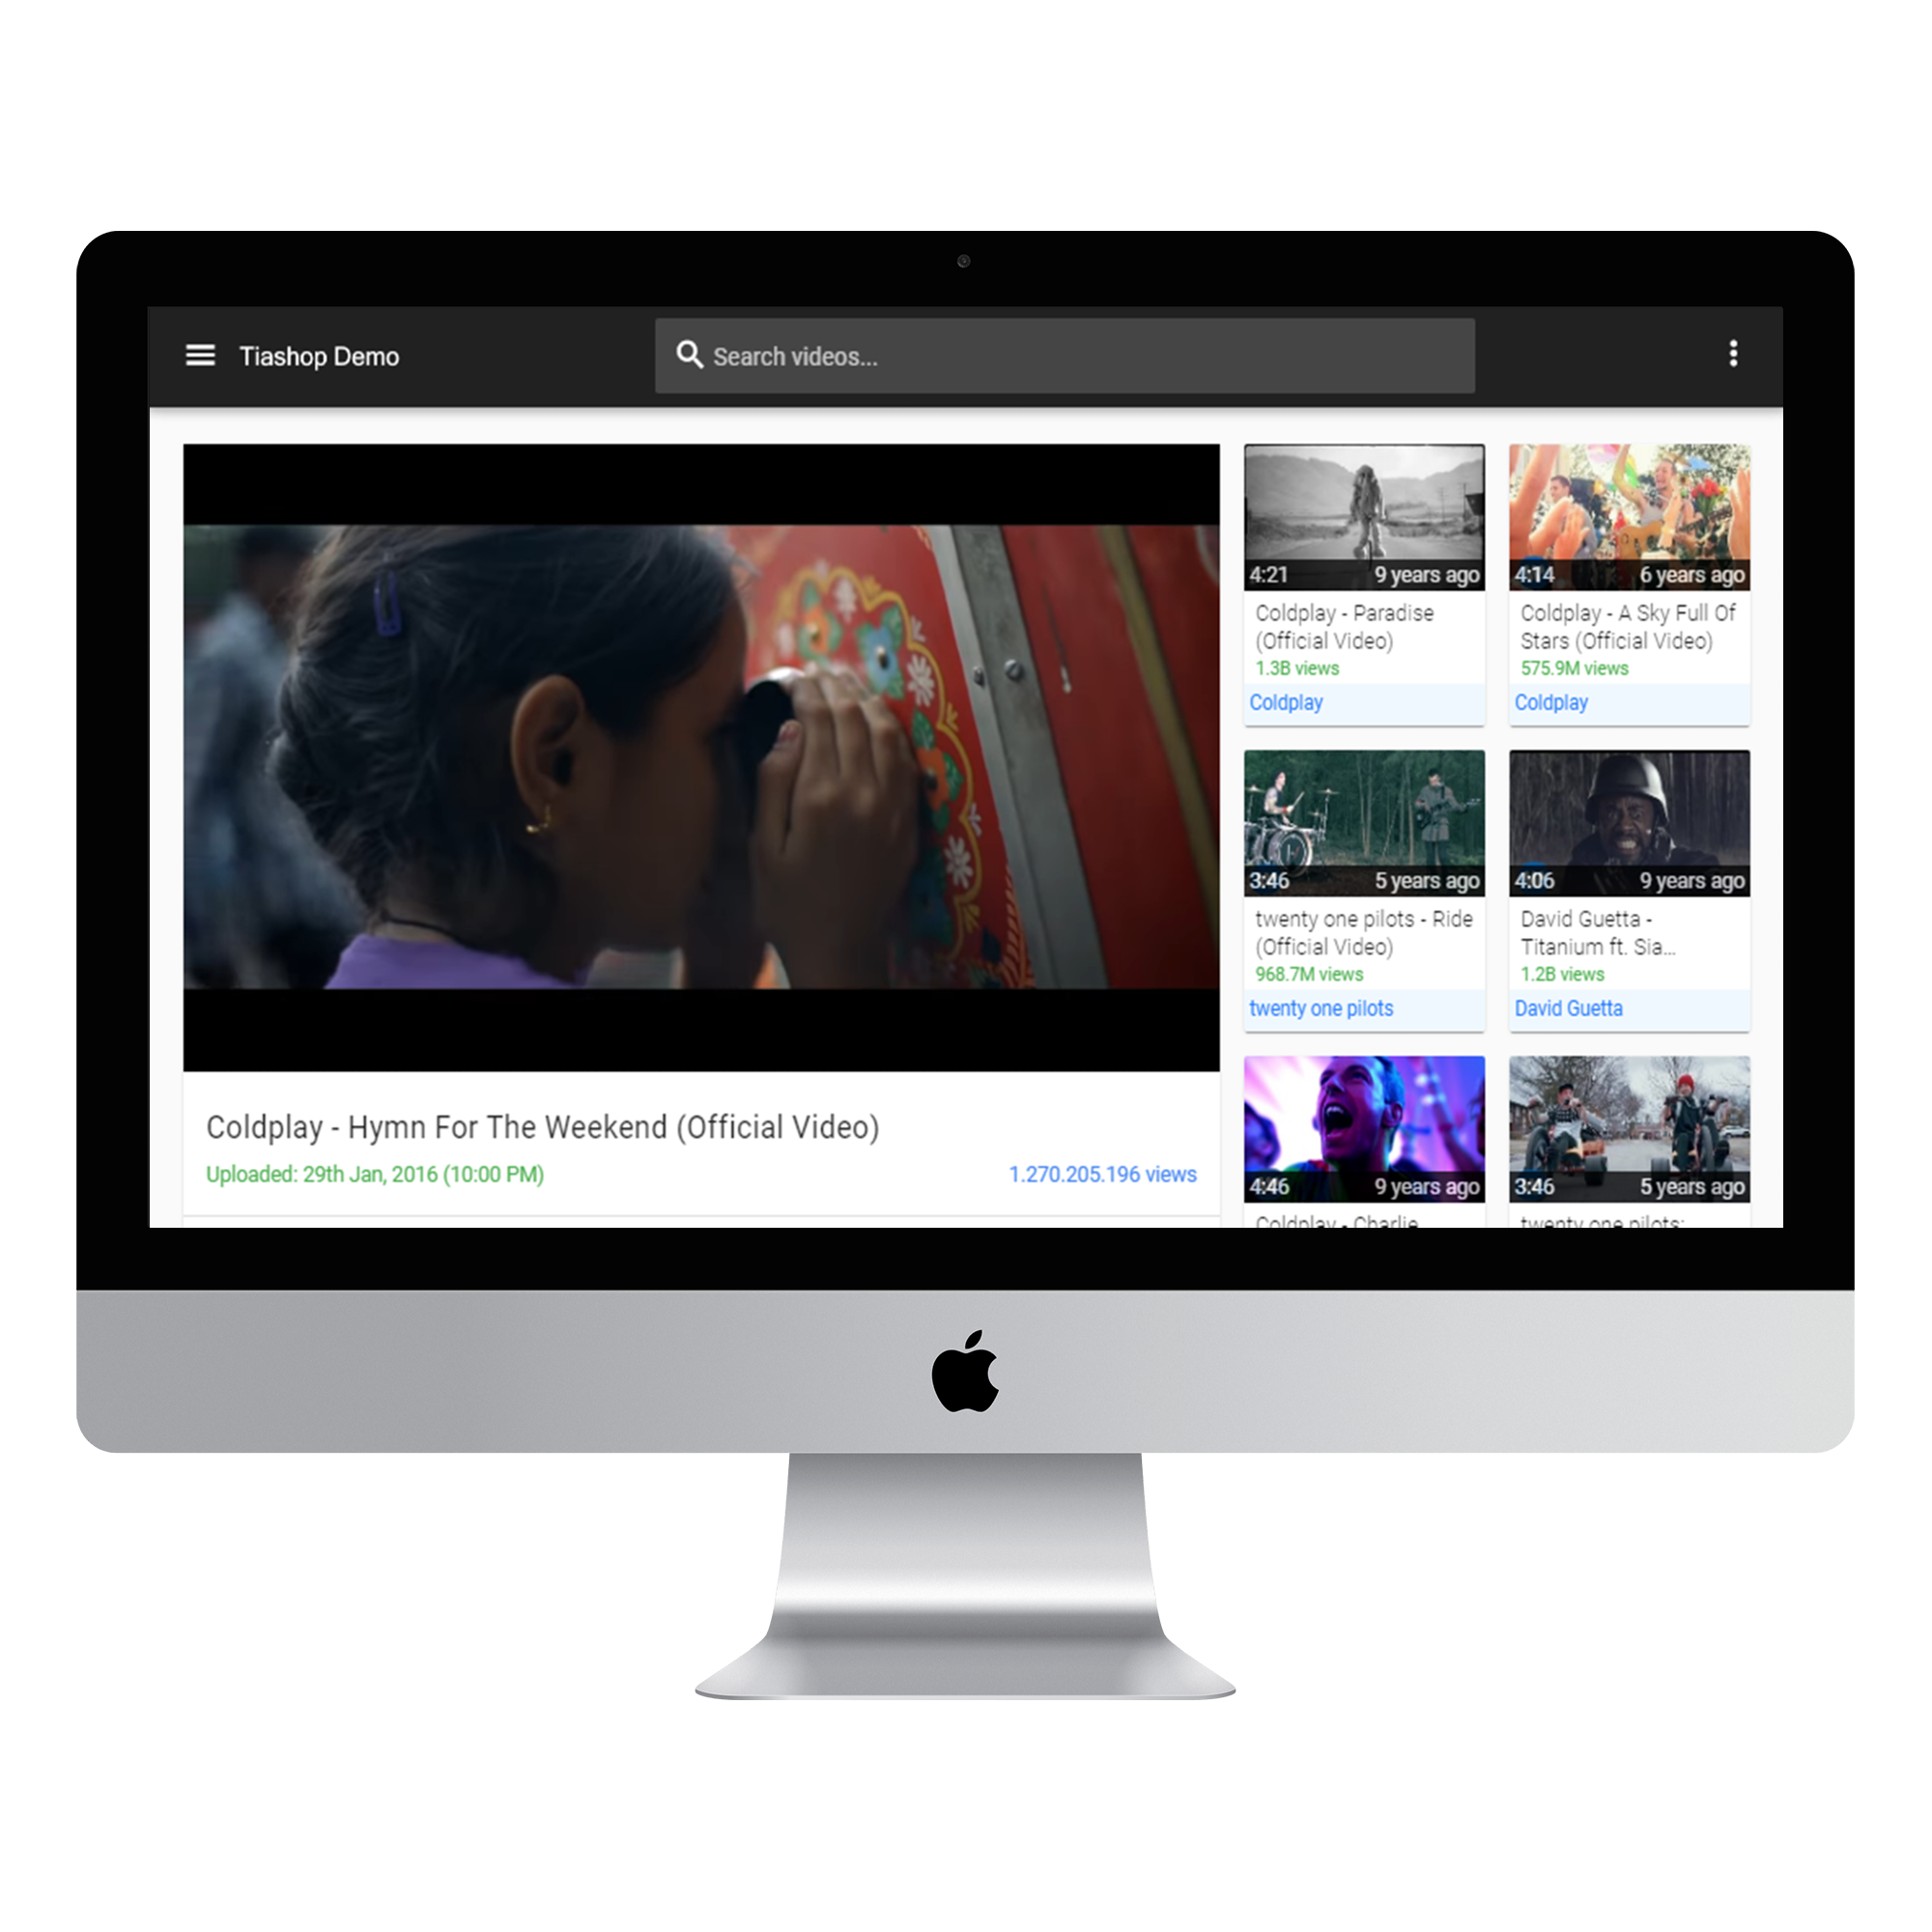 Tiashop Demo
Search videos...
Coldplay - Hymn For The Weekend (Official Video)
Uploaded: 29th Jan, 2016 (10:00 PM)
1.270.205.196 views
4:21
9 years ago
Coldplay - Paradise
(Official Video)
1.3B views
Coldplay
4:14
6 years ago
Coldplay - A Sky Full Of
Stars (Official Video)
575.9M views
Coldplay
3:46
5 years ago
twenty one pilots - Ride
(Official Video)
968.7M views
twenty one pilots
4:06
9 years ago
David Guetta -
Titanium ft. Sia...
1.2B views
David Guetta
4:46
9 years ago
Coldplay - Charlie
3:46
5 years ago
twenty one pilots: